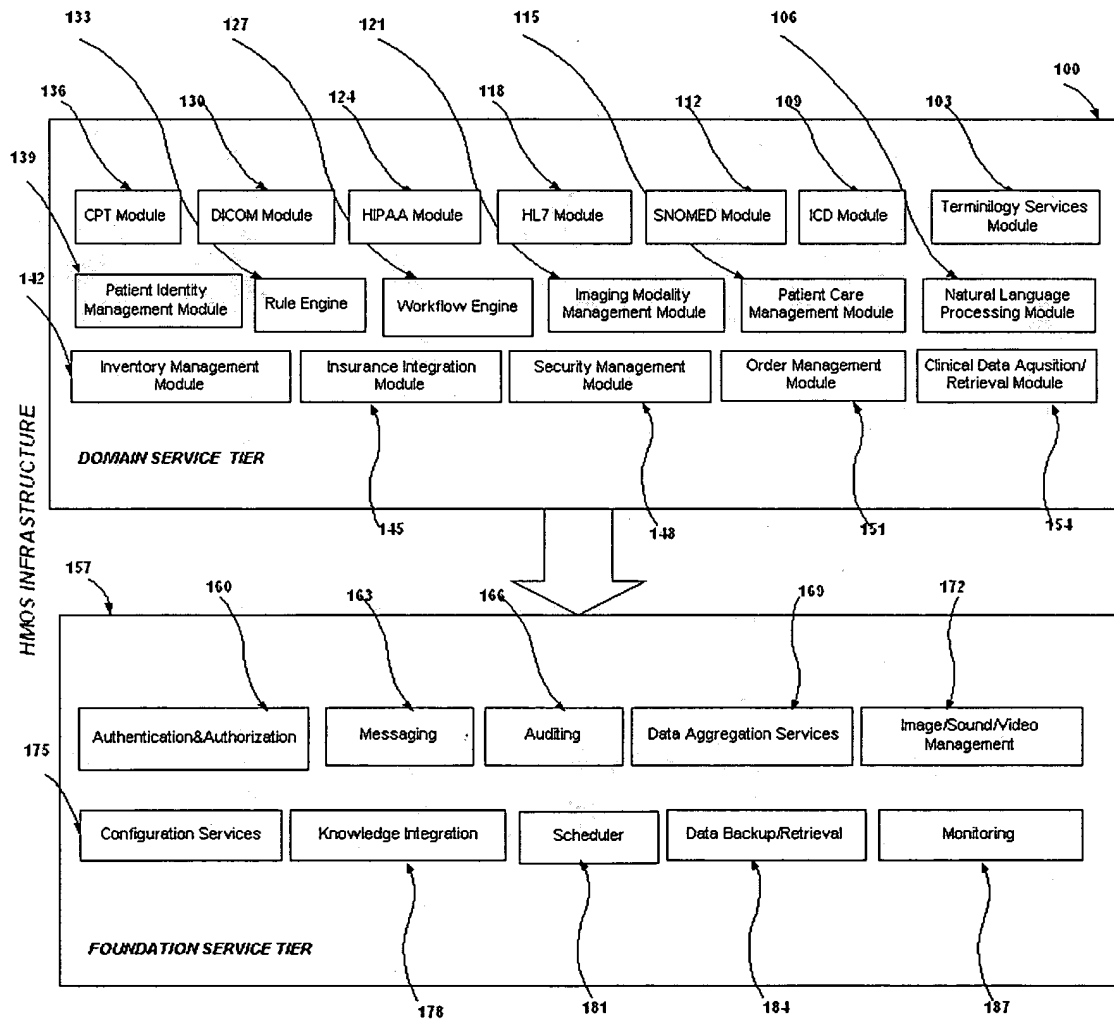 133
127
121
115
106
100
136
130
124
118
112
109
103
139
CPT Module
DICOM Module
HIPAA Module
HL7 Module
SNOMED Module
ICD Module
Terminilogy Services
Module
142
Patient Identity
Management Module
Rule Engine
Workflow Engine
Imaging Modality
Management Module
Patient Care
Management Module
Natural Language
Processing Module
Inventory Management
Module
Insurance Integration
Module
Security Management
Module
Order Management
Module
Clinical Data Aqusition/
Retrieval Module
DOMAIN SERVICE TIER
HMOS INFRASTRUCTURE
145
148
151
154
157
160
163
166
169
172
Authentication&Authorization
Messaging
Auditing
Data Aggregation Services
Image/Sound/Video
Management
175
Configuration Services
Knowledge Integration
Scheduler
Data Backup/Retrieval
Monitoring
FOUNDATION SERVICE TIER
178
181
184
187